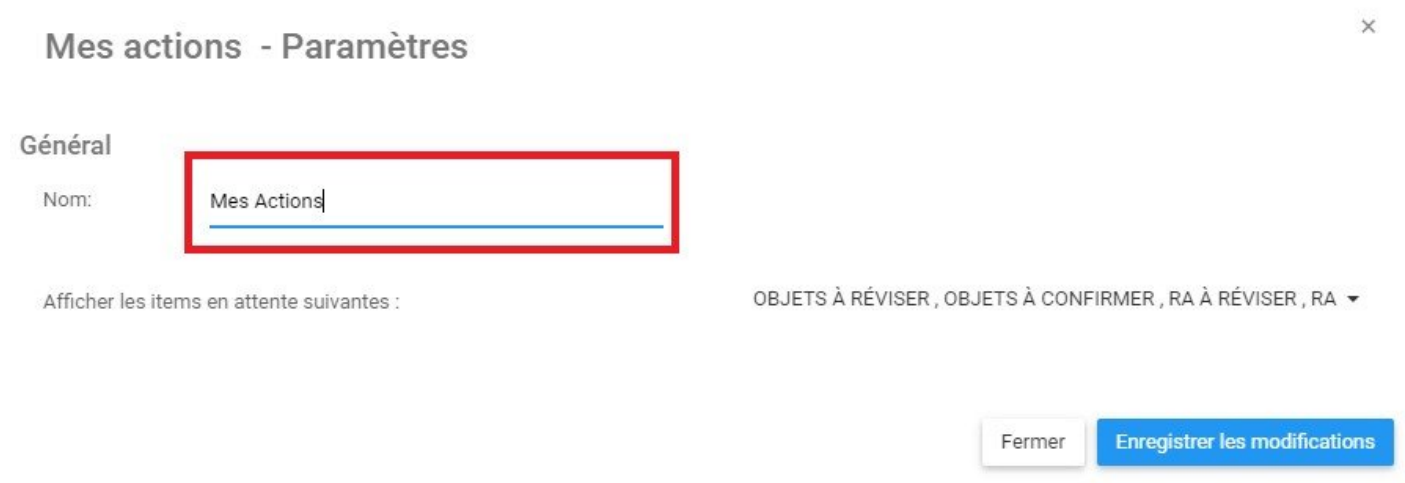 Mes actions - Paramètres
Général
Nom:
Mes Actions
Afficher les items en attente suivantes :
OBJETS À RÉVISER , OBJETS À CONFIRMER , RA À RÉVISER , RA
Fermer
Enregistrer les modifications